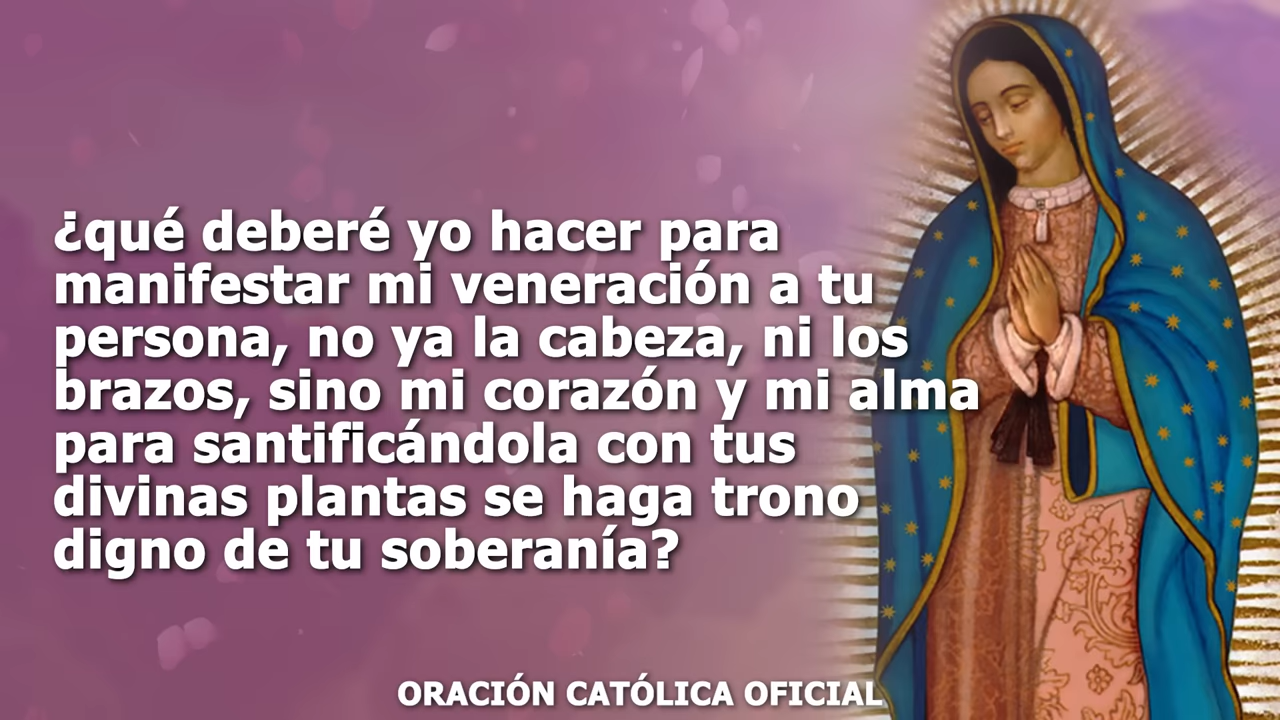 ¿qué deberé yo hacer para
manifestar mi veneración a tu
persona, no ya la cabeza, ni los
brazos, sino mi corazón y mi alma
para santificándola con tus
divinas plantas se haga trono
digno de tu soberanía?
ORACIÓN CATÓLICA OFICIAL